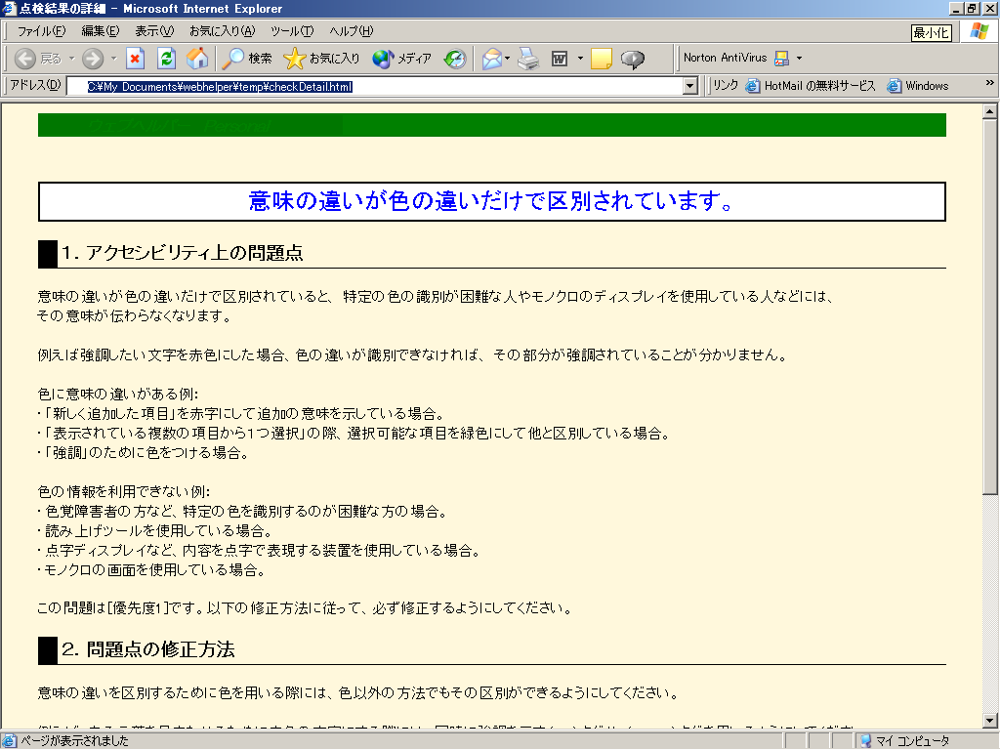 点検結果の詳細 - Microsoft Internet Explorer
ファイル(F) 編集(E) 表示(V) お気に入り(A) ツール(T) ヘルプ(H)
最小化
戻る 検索 お気に入り メディア Norton AntiVirus
アドレス(D) C:¥My Documents¥webhelper¥temp¥checkDetail.html リンク HotMail の無料サービス Windows »
意味の違いが色の違いだけで区別されています。
1. アクセシビリティ上の問題点
意味の違いが色の違いだけで区別されていると、特定の色の識別が困難な人やモノクロのディスプレイを使用している人などには、
その意味が伝わらなくなります。
例えば強調したい文字を赤色にした場合、色の違いが識別できなければ、その部分が強調されていることが分かりません。
色に意味の違いがある例:
・「新しく追加した項目」を赤字にして追加の意味を示している場合。
・「表示されている複数の項目から1つ選択」の際、選択可能な項目を緑色にして他と区別している場合。
・「強調」のために色をつける場合。
色の情報を利用できない例:
・色覚障害者の方など、特定の色を識別するのが困難な方の場合。
・読み上げツールを使用している場合。
・点字ディスプレイなど、内容を点字で表現する装置を使用している場合。
・モノクロの画面を使用している場合。
この問題は[優先度1]です。以下の修正方法に従って、必ず修正するようにしてください。
2. 問題点の修正方法
意味の違いを区別するために色を用いる際には、色以外の方法でもその区別ができるようにしてください。
ページが表示されました マイ コンピュータ